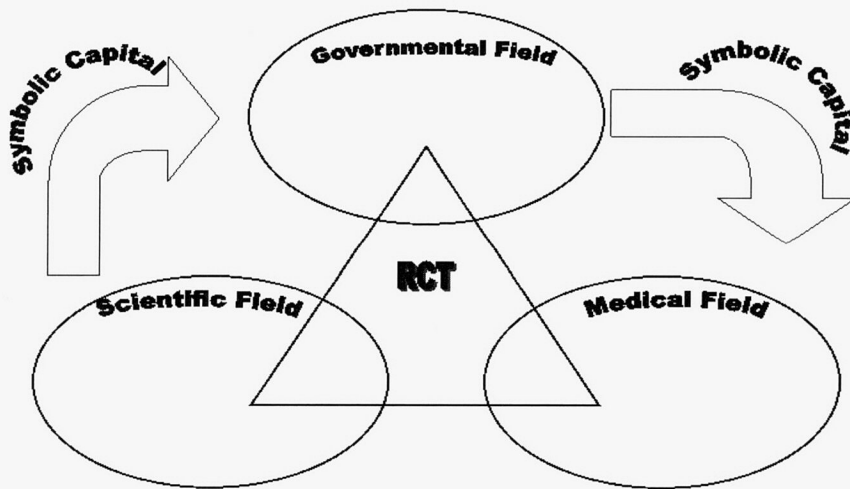 Symbolic Capital
Governmental Field
Symbolic Capital
RCT
Scientific Field
Medical Field